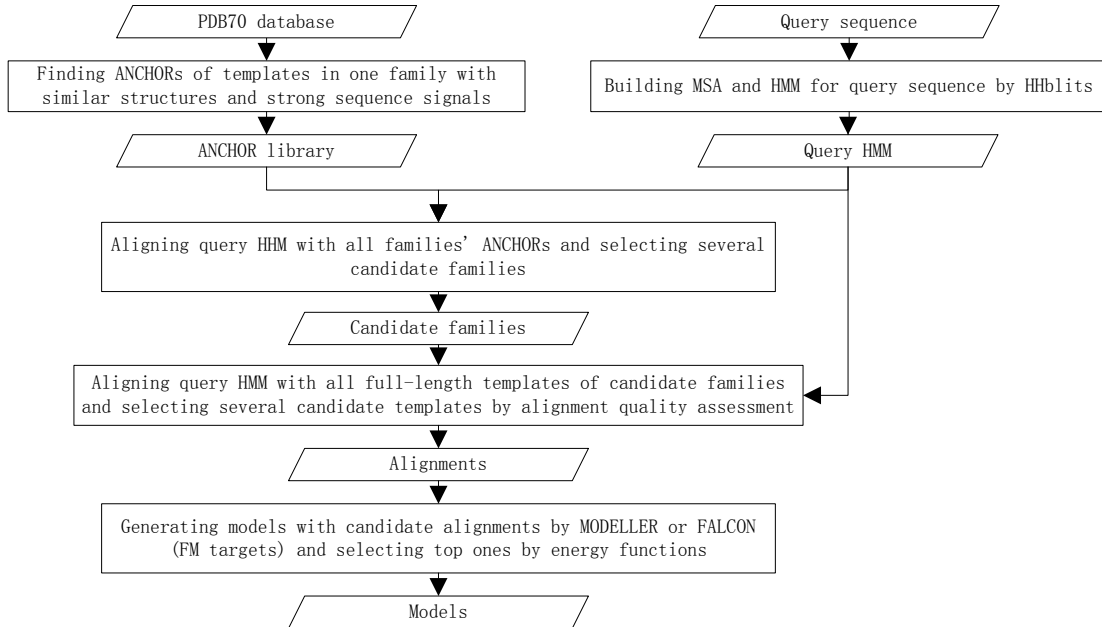 PDB70 database
Query sequence
Finding ANCHORs of templates in one family with
similar structures and strong sequence signals
Building MSA and HMM for query sequence by HHblits
ANCHOR library
Query HMM
Aligning query HHM with all families' ANCHORs and selecting several
candidate families
Candidate families
Aligning query HMM with all full-length templates of candidate families
and selecting several candidate templates by alignment quality assessment
Alignments
Generating models with candidate alignments by MODELLER or FALCON
(FM targets) and selecting top ones by energy functions
Models